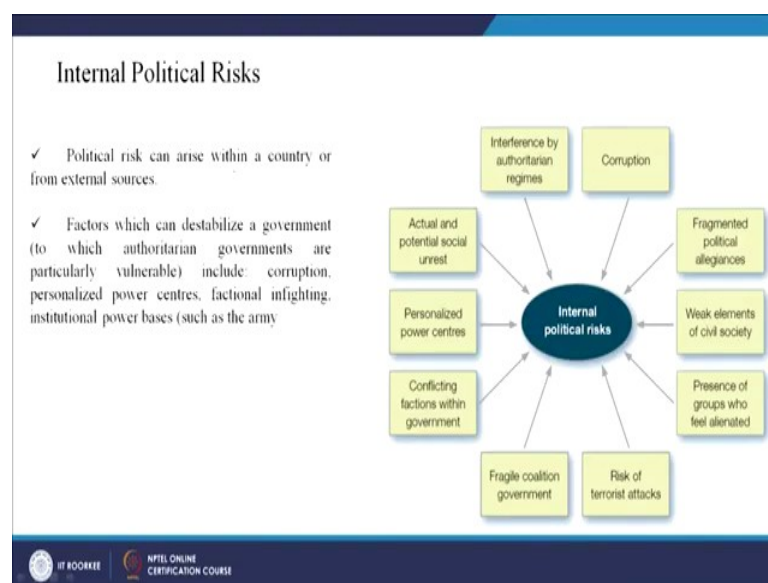 Internal Political Risks
✓ Political risk can arise within a country or
from external sources.
✓ Factors which can destabilize a government
(to which authoritarian governments are
particularly vulnerable) include: corruption,
personalized power centres, factional infighting,
institutional power bases (such as the army
Interference by
authoritarian
regimes
Corruption
Actual and
potential social
unrest
Fragmented
political
allegiances
Personalized
power centres
Internal
political risks
Weak elements
of civil society
Conflicting
factions within
government
Presence of
groups who
feel alienated
Fragile coalition
government
Risk of
terrorist attacks
IIT ROORKEE
NPTEL ONLINE
CERTIFICATION COURSE